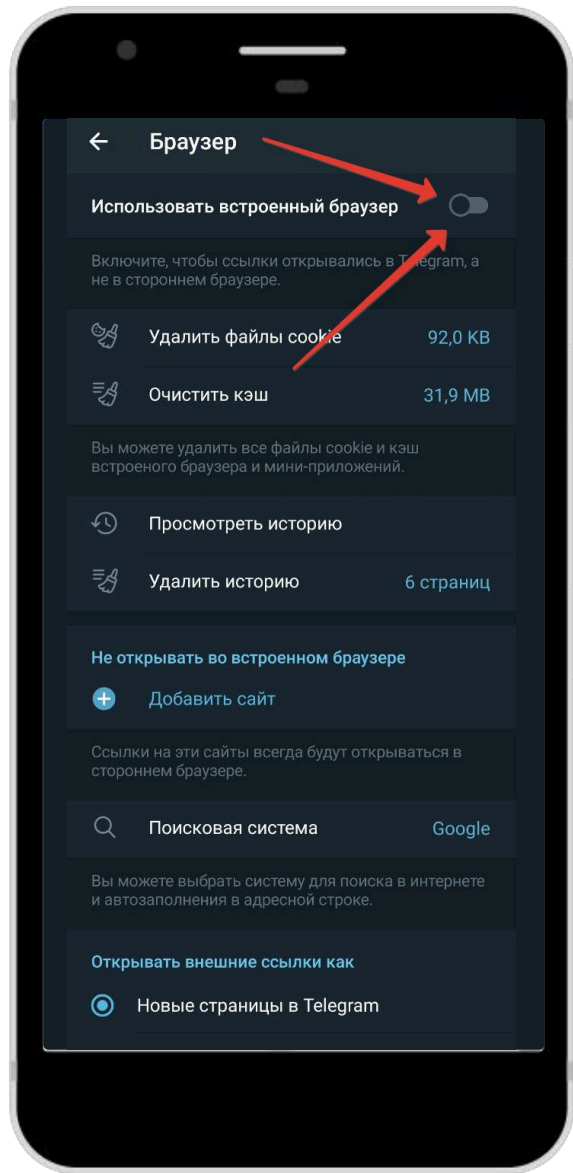 Браузер
Использовать встроенный браузер
Включите, чтобы ссылки открывались в Telegram, а
не в стороннем браузере.
Удалить файлы cookie 92,0 KB
Очистить кэш 31,9 MB
Вы можете удалить все файлы cookie и кэш
встроеного браузера и мини-приложений.
Просмотреть историю
Удалить историю 6 страниц
Не открывать во встроенном браузере
Добавить сайт
Ссылки на эти сайты всегда будут открываться в
стороннем браузере.
Поисковая система Google
Вы можете выбрать систему для поиска в интернете
и автозаполнения в адресной строке.
Открывать внешние ссылки как
Новые страницы в Telegram